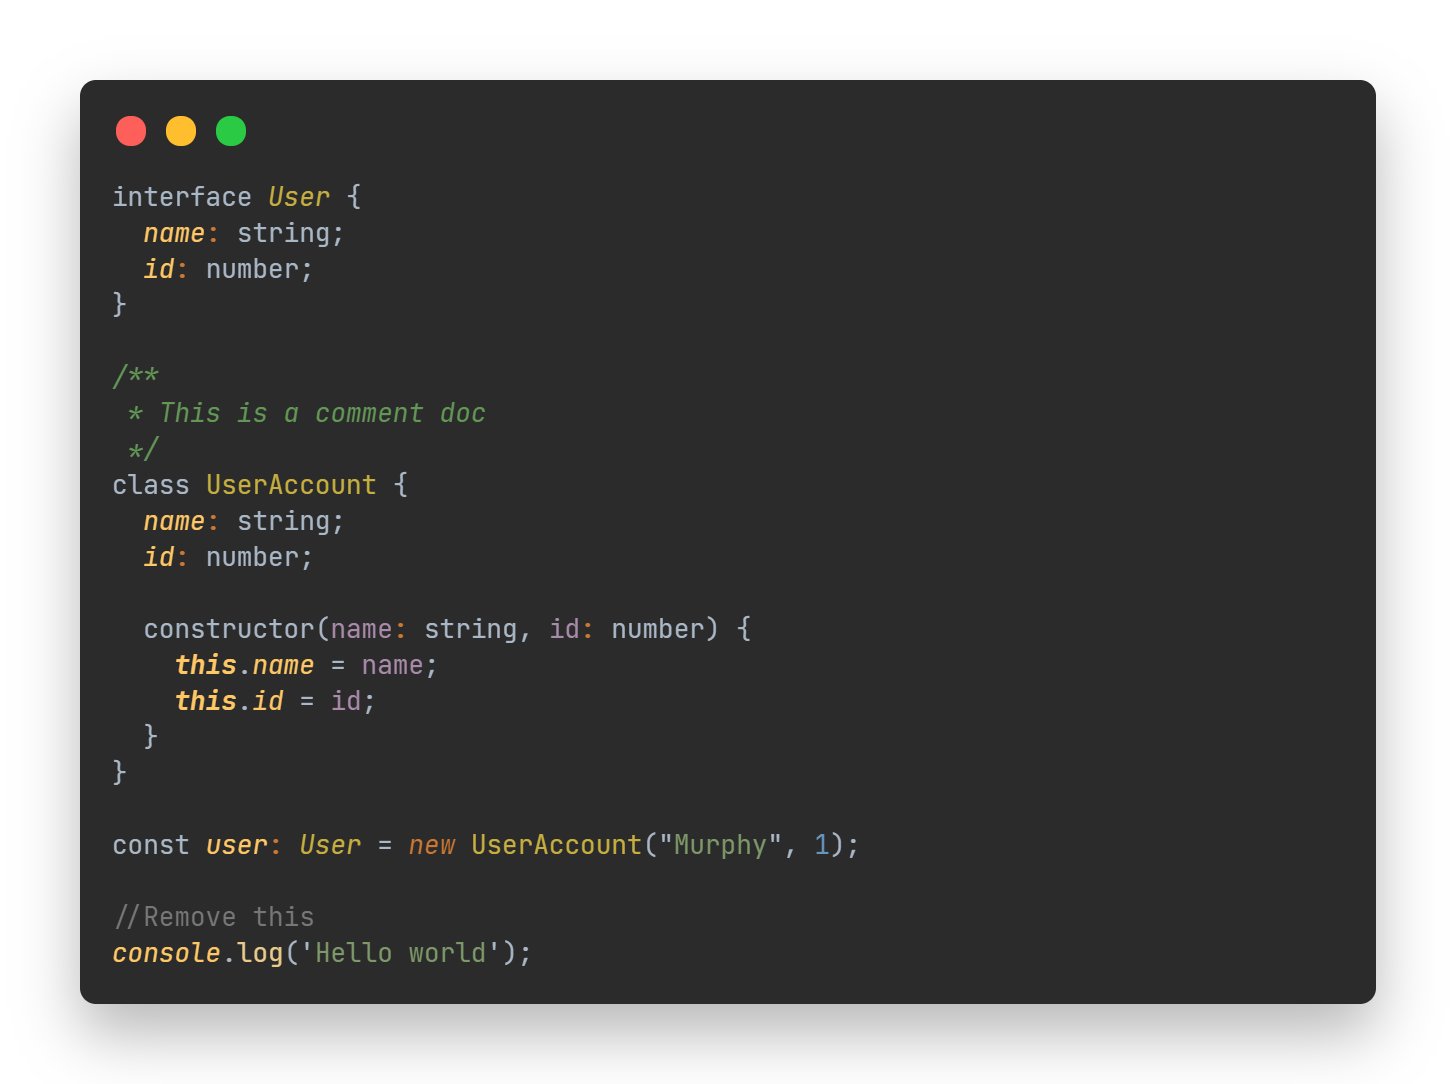 interface User {
  name: string;
  id: number;
}

/**
 * This is a comment doc
 */
class UserAccount {
  name: string;
  id: number;

  constructor(name: string, id: number) {
    this.name = name;
    this.id = id;
  }
}

const user: User = new UserAccount("Murphy", 1);

//Remove this
console.log('Hello world');